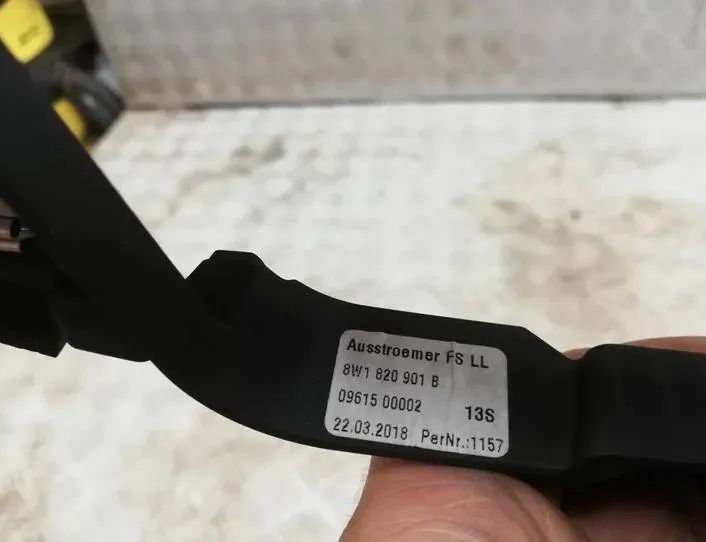 Ausstroemer FS LL
8W1 820 901 B
09615 00002 13S
22.03.2018 PerNr.:1157